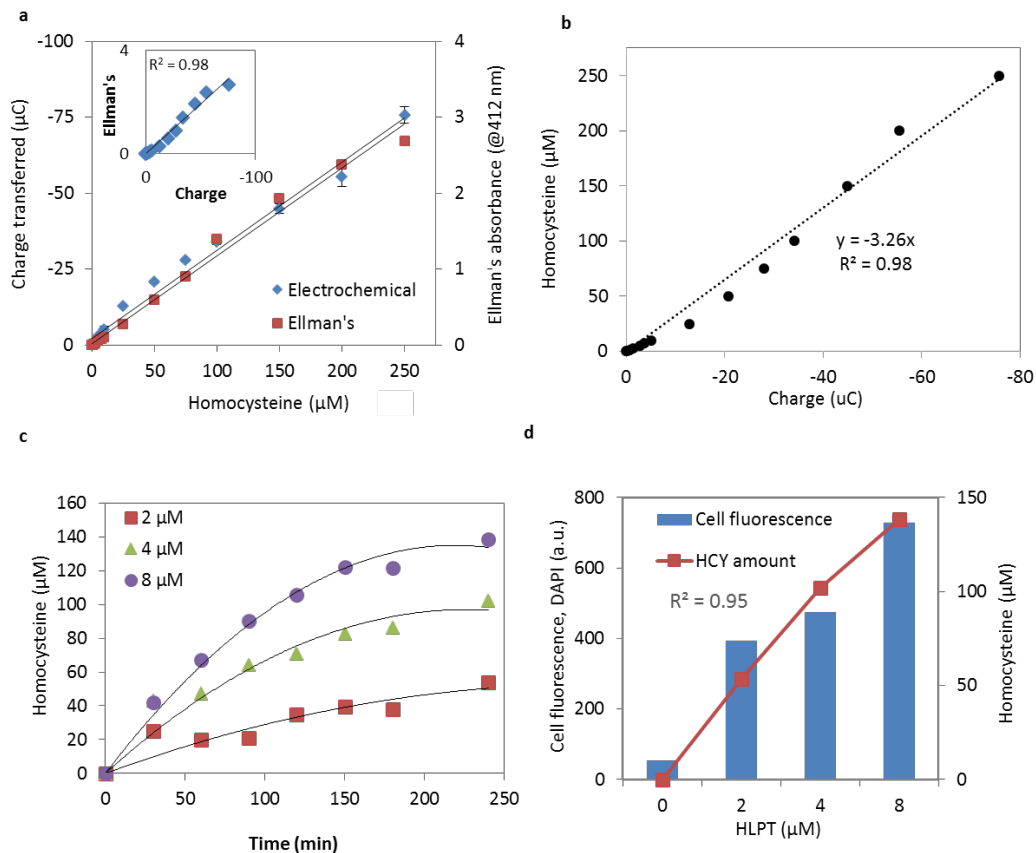 a
Charge transferred (µC)
-100
-75
-50
-25
0
Ellman's
4
0
R² = 0.98
0
-100
Charge
Electrochemical
Ellman's
4
3
2
1
0
Ellman's absorbance (@412 nm)
0
50
100
150
200
250
Homocysteine (µM)
b
Homocysteine (µM)
250
200
150
100
50
0
y = -3.26x
R² = 0.98
0
-20
-40
-60
-80
Charge (uC)
c
Homocysteine (µM)
160
140
120
100
80
60
40
20
0
2 µM
4 µM
8 µM
0
50
100
150
200
250
Time (min)
d
Cell fluorescence, DAPI (a.u.)
800
600
400
200
0
Cell fluorescence
HCY amount
R² = 0.95
150
100
50
0
Homocysteine (µM)
0
2
4
8
HLPT (µM)